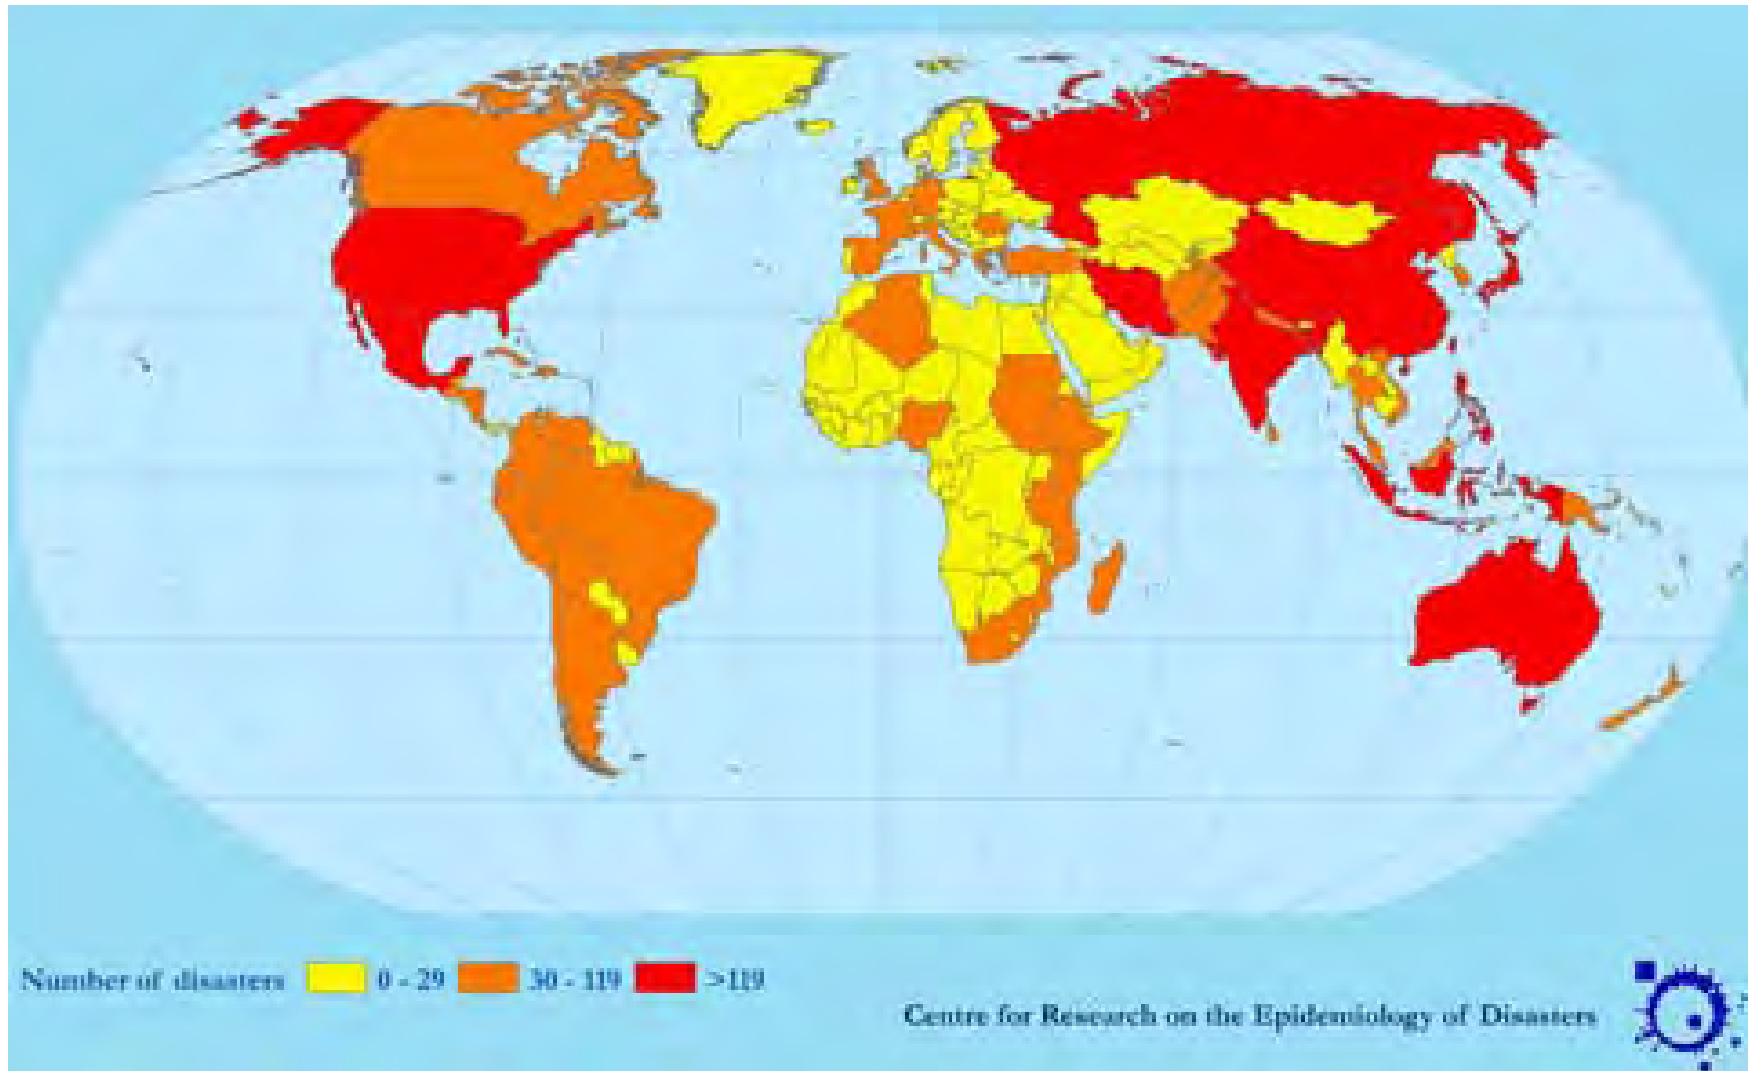 Number of disasters 0 - 29 30 - 119 >119
Centre for Research on the Epidemiology of Disasters